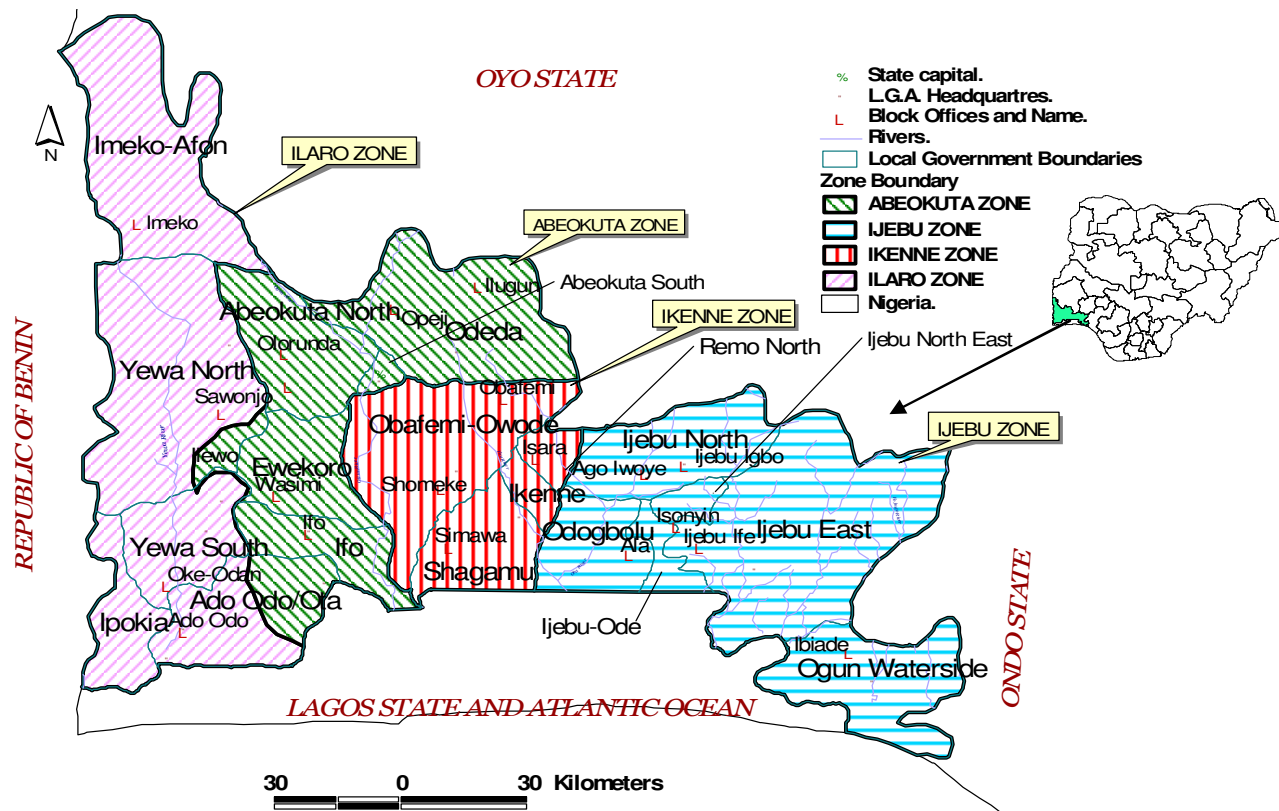 OYO STATE
% State capital.
L.G.A. Headquartres.
L Block Offices and Name.
Rivers.
Local Government Boundaries
Zone Boundary
ABEOKUTA ZONE
IJEBU ZONE
IKENNE ZONE
ILARO ZONE
Nigeria.
N
Imeko-Afon
ILARO ZONE
L Imeko
ABEOKUTA ZONE
Abeokuta South
L Ilugun
Abeokuta North
Opeji
Odeda
IKENNE ZONE
Remo North
Ijebu North East
Olorunda
L
Yewa North
%
L
Sawonjo
L
Obafemi
L
REPUBLIC OF BENIN
Obafemi-Owode
Isara
L
Ijebu North
IJEBU ZONE
Ago Iwoye
L
L Ijebu Igbo
Ewekoro
Wasimi
L
Shomeke
L
Ikenne
Ifo
L
Ifo
Simawa
L
Shagamu
Odogbolu
Ala
L
Isonyin
L
Ijebu Ife
L
Ijebu East
Yewa South
Oke-Odan
L
Ado Odo/Ota
Ipokia
Ado Odo
L
Ijebu-Ode
Ibiade
L
Ogun Waterside
ONDO STATE
LAGOS STATE AND ATLANTIC OCEAN
30 0 30 Kilometers